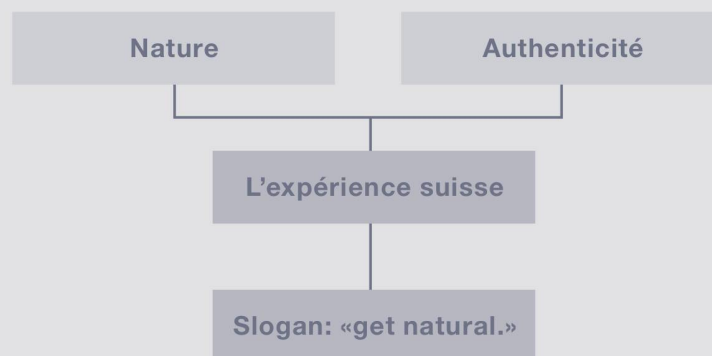 Nature
Authenticité
L’expérience suisse
Slogan: «get natural.»